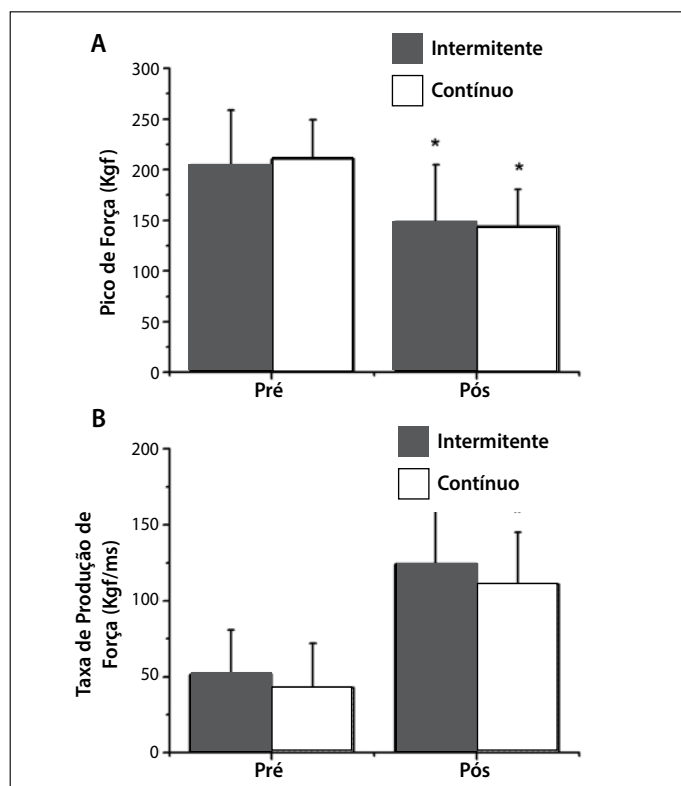 A
Intermitente
Contínuo
Pico de Força (Kgf)
300
250
200
150
100
50
0
*
*
Pré
Pós
B
Intermitente
Contínuo
Taxa de Produção de
Força (Kgf/ms)
200
150
100
50
0
Pré
Pós